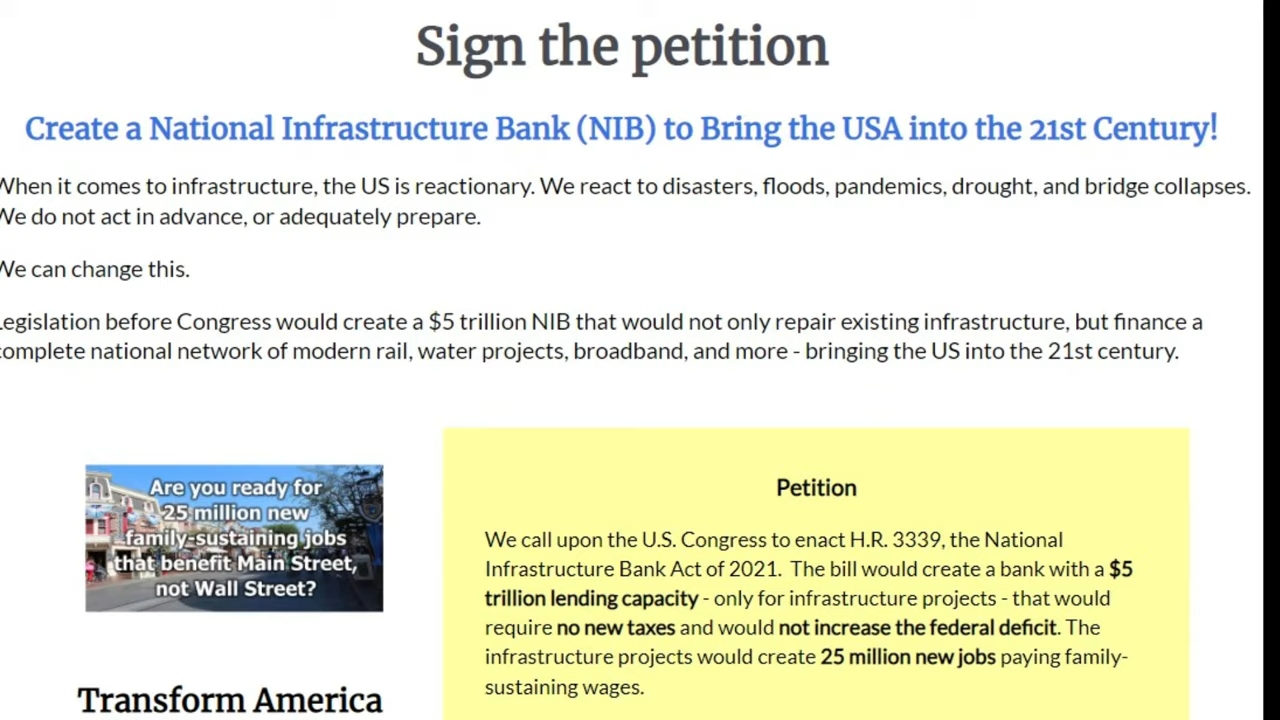 Sign the petition
Create a National Infrastructure Bank (NIB) to Bring the USA into the 21st Century!
When it comes to infrastructure, the US is reactionary. We react to disasters, floods, pandemics, drought, and bridge collapses.
We do not act in advance, or adequately prepare.
We can change this.
Legislation before Congress would create a $5 trillion NIB that would not only repair existing infrastructure, but finance a
complete national network of modern rail, water projects, broadband, and more - bringing the US into the 21st century.
Are you ready for
25 million new
family-sustaining jobs
that benefit Main Street,
not Wall Street?
Transform America
Petition
We call upon the U.S. Congress to enact H.R. 3339, the National
Infrastructure Bank Act of 2021. The bill would create a bank with a $5
trillion lending capacity - only for infrastructure projects - that would
require no new taxes and would not increase the federal deficit. The
infrastructure projects would create 25 million new jobs paying family-
sustaining wages.